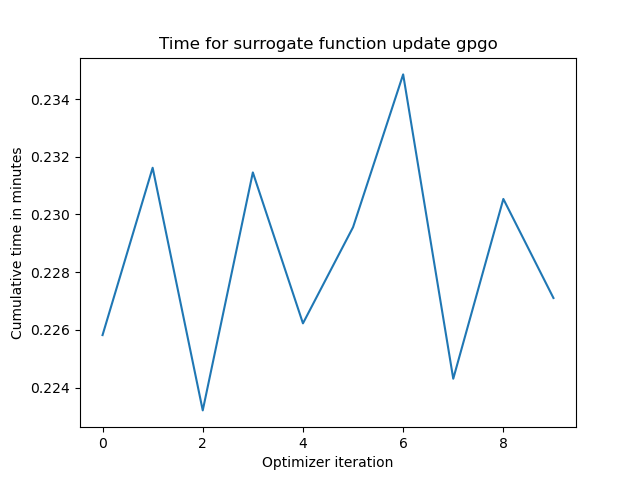 Time for surrogate function update gpgo
Cumulative time in minutes
0.234
0.232
0.230
0.228
0.226
0.224
0 2 4 6 8
Optimizer iteration